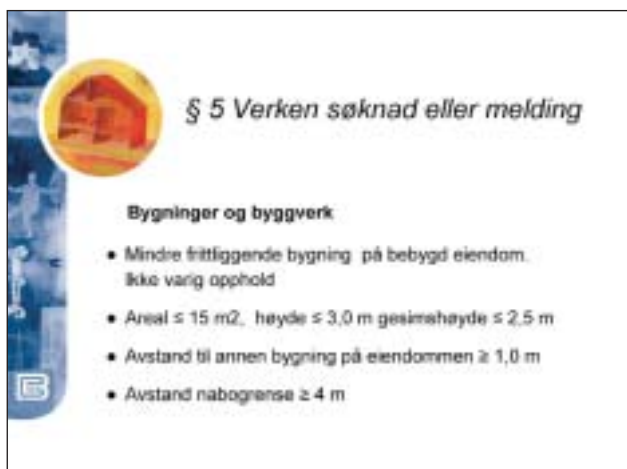 § 5 Verken søknad eller melding
Bygninger og byggverk
• Mindre frittliggende bygning på bebygd eiendom.
Ikke varig opphold
• Areal ≤ 15 m2, høyde ≤ 3,0 m gesimshøyde ≤ 2,5 m
• Avstand til annen bygning på eiendommen ≥ 1,0 m
• Avstand nabogrense ≥ 4 m